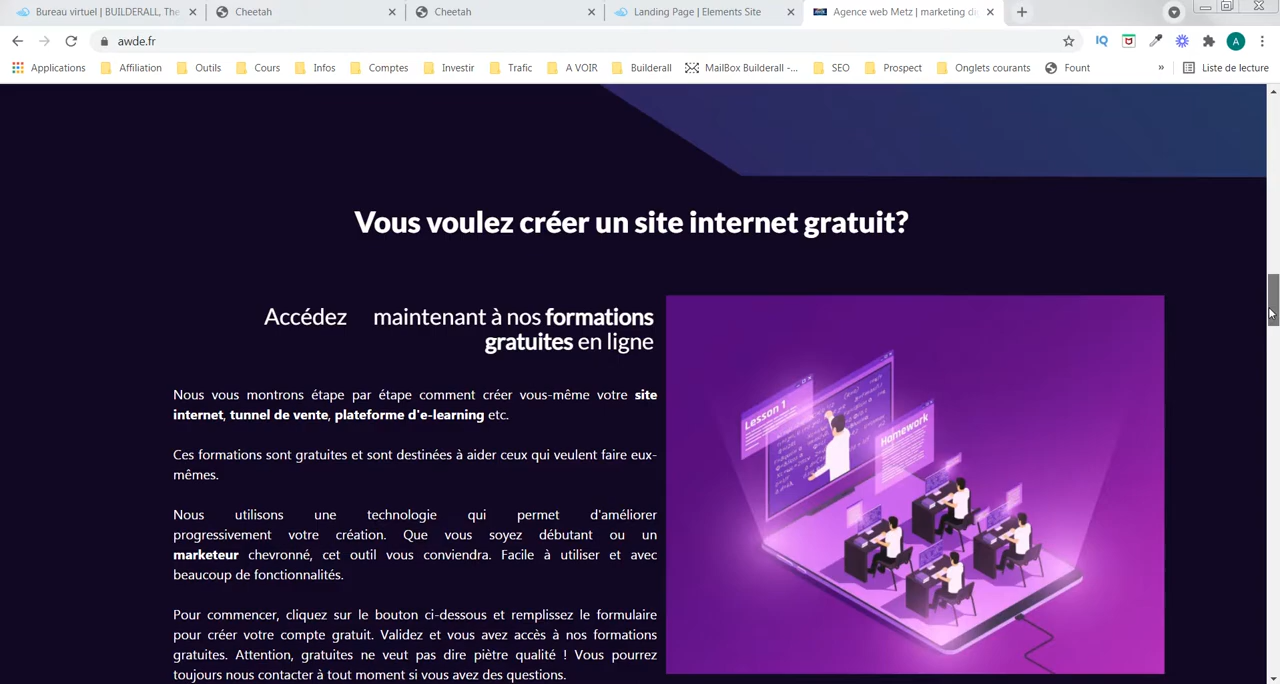 Bureau virtuel | BUILDERALL, The
Cheetah
Cheetah
Landing Page | Elements Site
Agence web Metz | marketing di
awde.fr
Applications
Affiliation
Outils
Cours
Infos
Comptes
Investir
Trafic
A VOIR
Builderall
MailBox Builderall -...
SEO
Prospect
Onglets courants
Fount
»
Liste de lecture
Vous voulez créer un site internet gratuit?
Accédez maintenant à nos formations
gratuites en ligne
Nous vous montrons étape par étape comment créer vous-même votre site
internet, tunnel de vente, plateforme d'e-learning etc.
Ces formations sont gratuites et sont destinées à aider ceux qui veulent faire eux-
mêmes.
Nous utilisons une technologie qui permet d'améliorer
progressivement votre création. Que vous soyez débutant ou un
marketeur chevronné, cet outil vous conviendra. Facile à utiliser et avec
beaucoup de fonctionnalités.
Pour commencer, cliquez sur le bouton ci-dessous et remplissez le formulaire
pour créer votre compte gratuit. Validez et vous avez accès à nos formations
gratuites. Attention, gratuites ne veut pas dire piètre qualité ! Vous pourrez
toujours nous contacter à tout moment si vous avez des questions.
Lesson 1
Homework